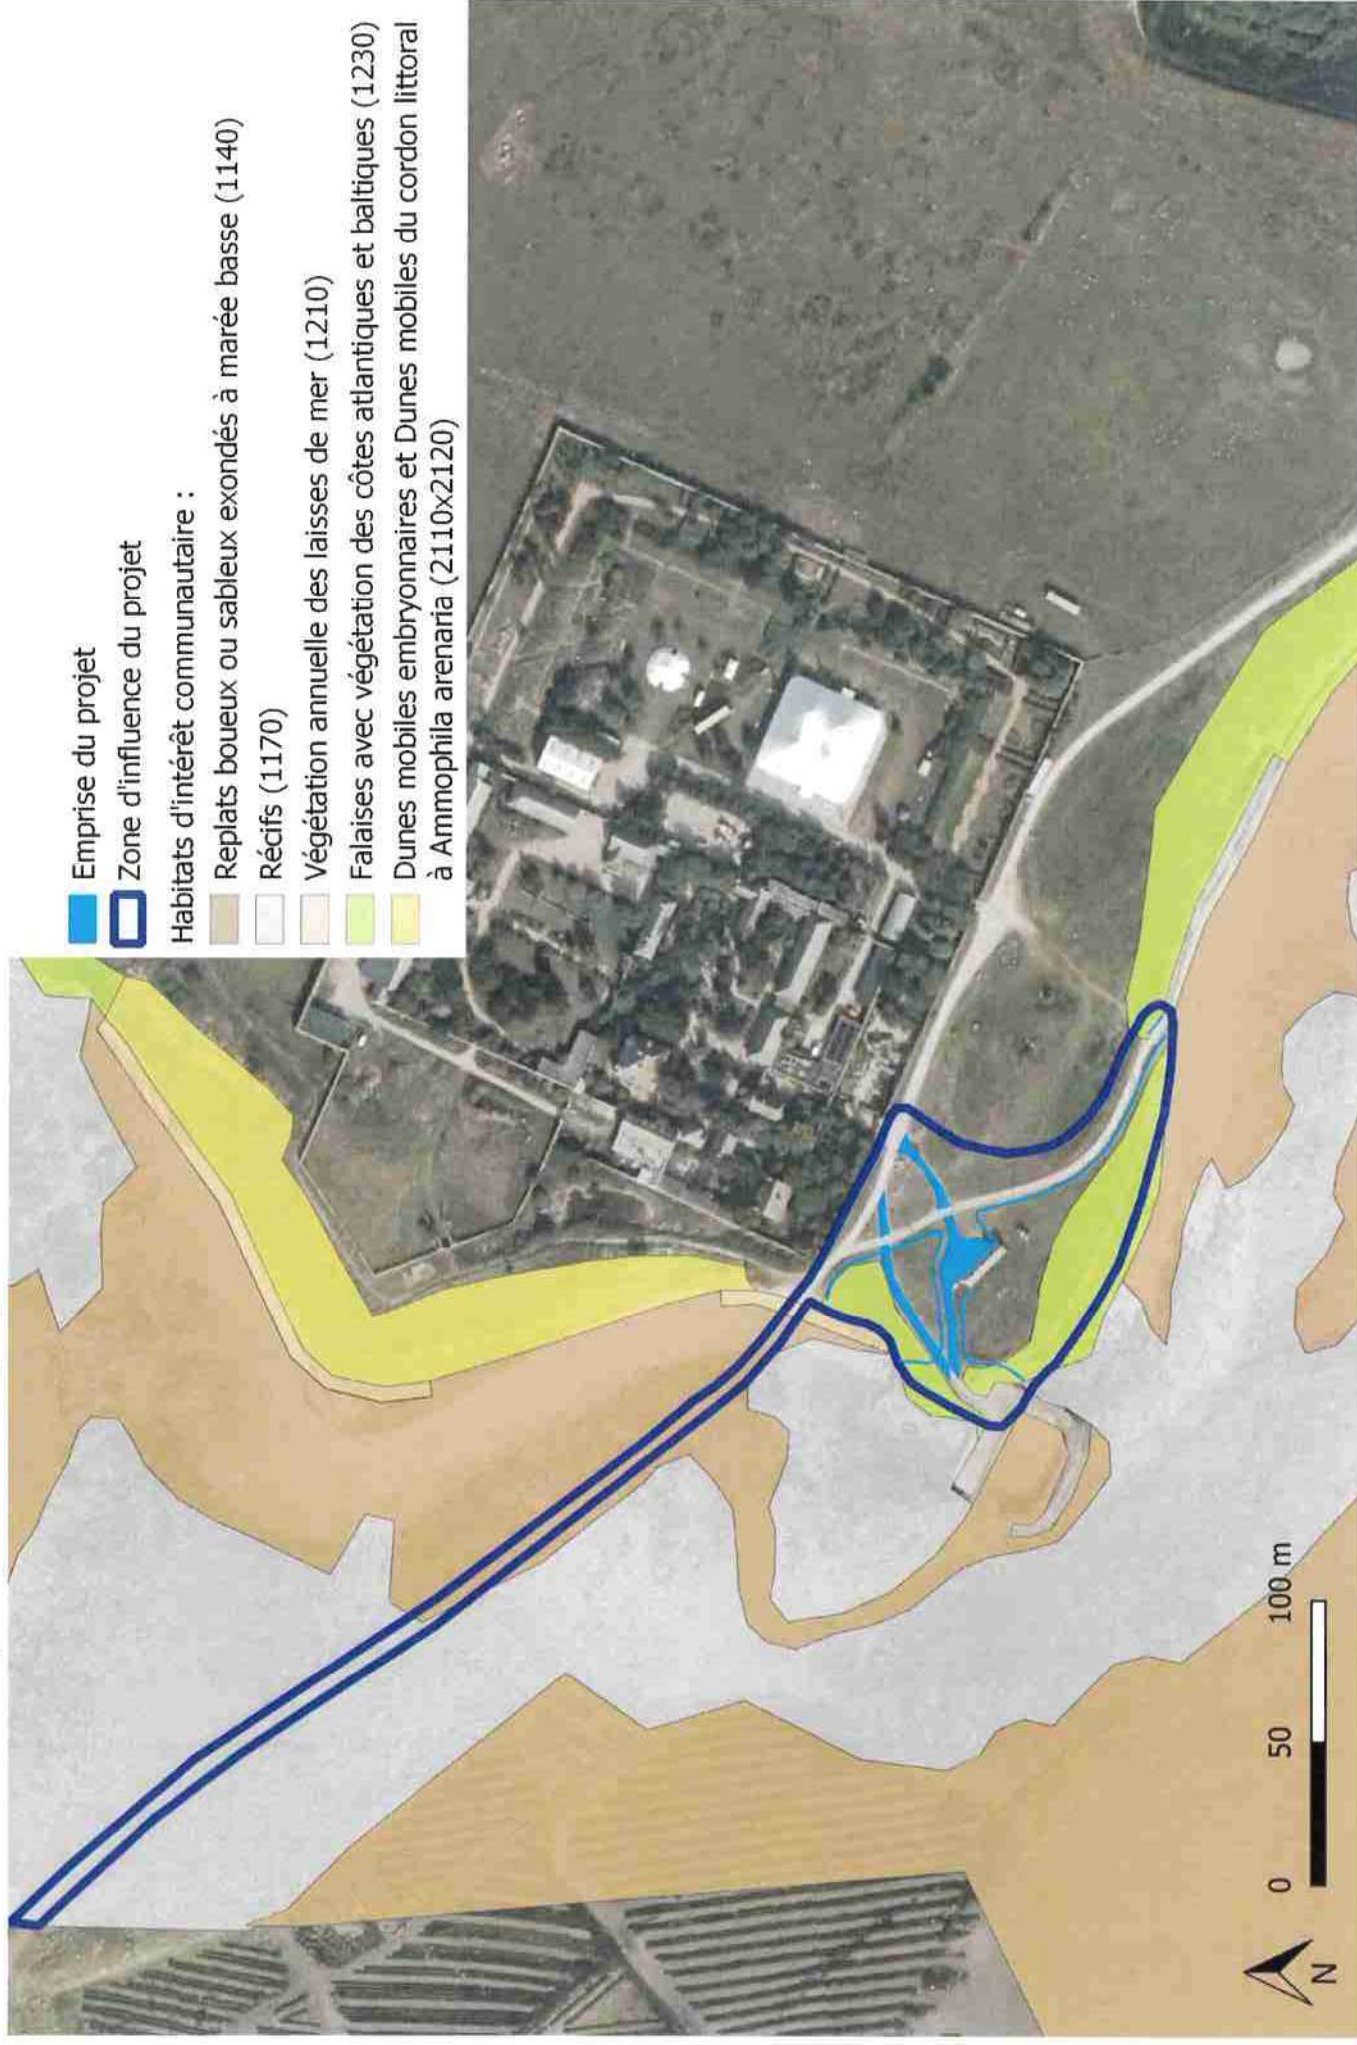 Emprise du projet
Zone d'influence du projet
Habitats d'intérêt communautaire :
Replats boueux ou sableux exondés à marée basse (1140)
Récifs (1170)
Végétation annuelle des laisses de mer (1210)
Falaises avec végétation des côtes atlantiques et baltiques (1230)
Dunes mobiles embryonnaires et Dunes mobiles du cordon littoral
à Ammophila arenaria (2110x2120)
N
0 50 100 m